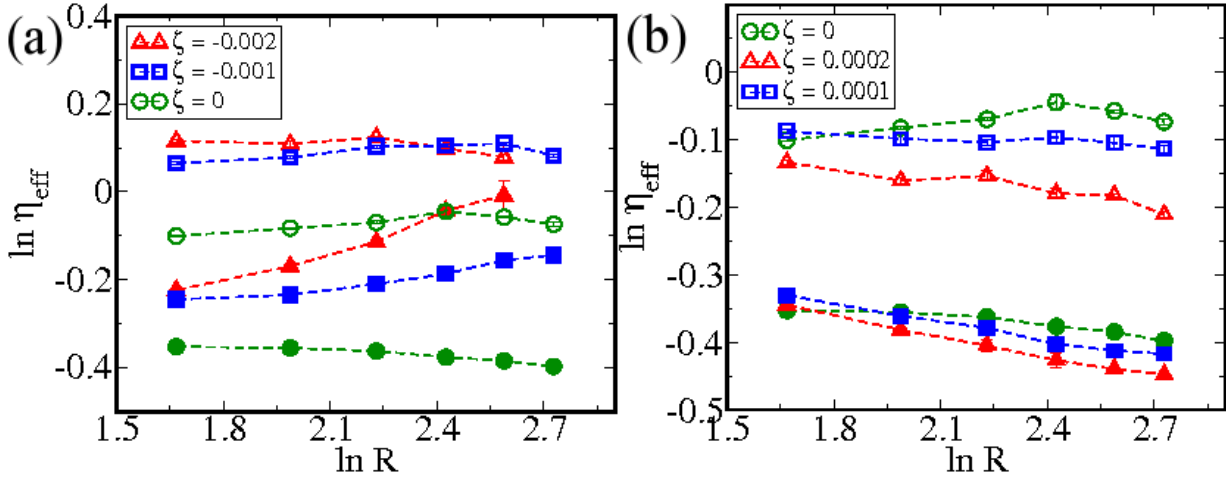 (a)
0.4
0.2
0
-0.2
-0.4
ln η_eff
ζ = -0.002
ζ = -0.001
ζ = 0
1.5 1.8 2.1 2.4 2.7
ln R
(b)
0
-0.1
-0.2
-0.3
-0.4
-0.5
ln η_eff
ζ = 0
ζ = 0.0002
ζ = 0.0001
1.5 1.8 2.1 2.4 2.7
ln R